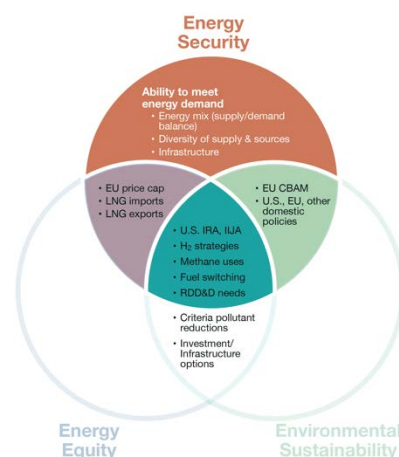 Energy
Security
Ability to meet
energy demand
• Energy mix (supply/demand
balance)
• Diversity of supply & sources
• Infrastructure
• EU price cap
• LNG imports
• LNG exports
• EU CBAM
• U.S., EU, other
domestic
policies
• U.S. IRA, IIJA
• H₂ strategies
• Methane uses
• Fuel switching
• RDD&D needs
• Criteria pollutant
reductions
• Investment/
Infrastructure
options
Energy
Equity
Environmental
Sustainability